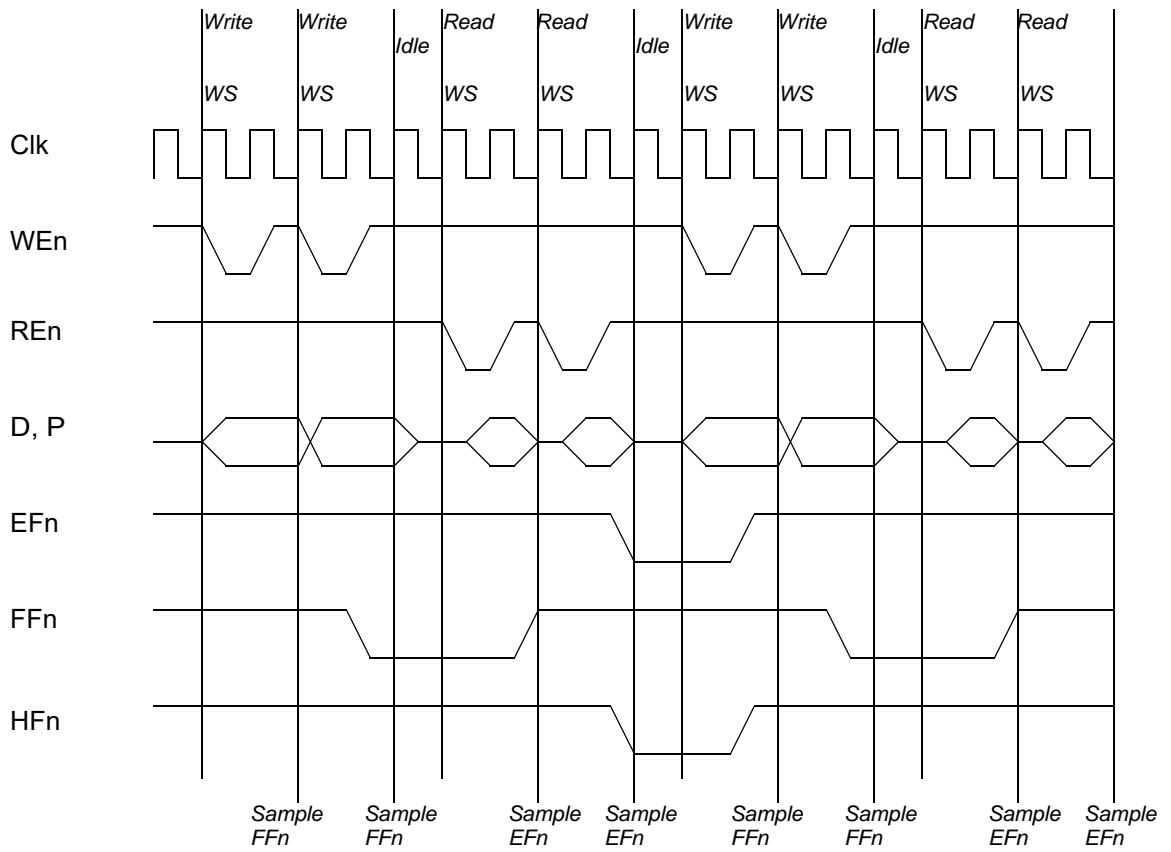 Write Write Read Read Write Write Read Read
Idle Idle Idle
WS WS WS WS WS WS WS WS
Clk
WEn
REn
D, P
EFn
FFn
HFn
Sample Sample Sample Sample Sample Sample Sample Sample
FFn FFn EFn EFn FFn FFn EFn EFn